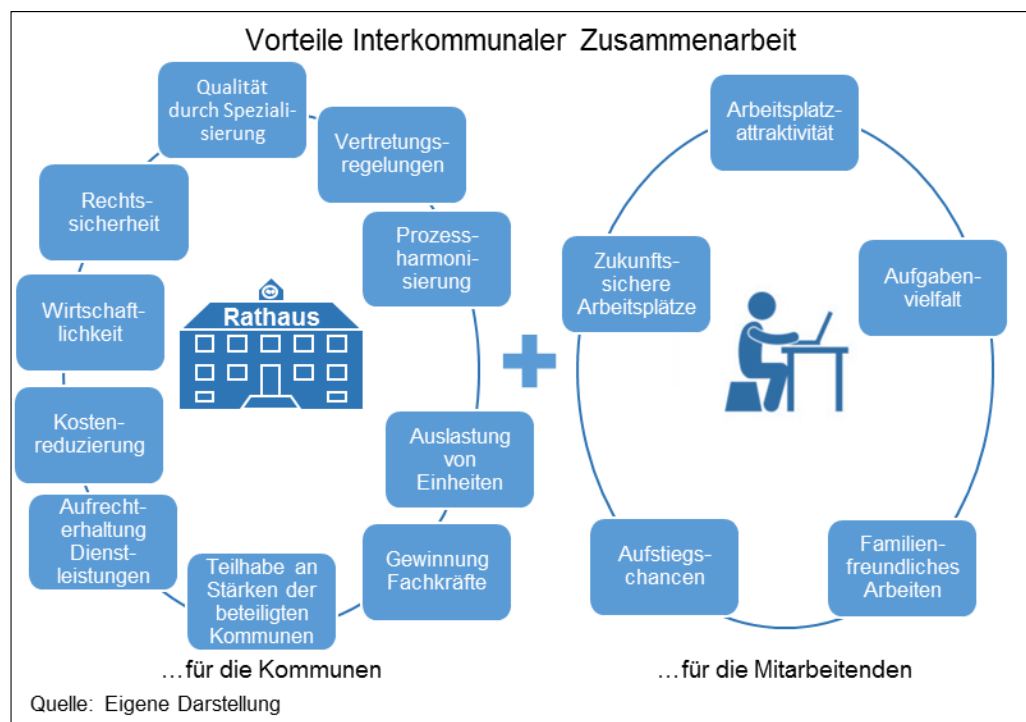 Vorteile Interkommunaler Zusammenarbeit
Qualität
durch Speziali-
sierung
Vertretungs-
regelungen
Prozess-
harmoni-
sierung
Auslastung
von
Einheiten
Gewinnung
Fachkräfte
Teilhabe an
Stärken der
beteiligten
Kommunen
Aufrecht-
erhaltung
Dienst-
leistungen
Kosten-
reduzierung
Wirtschaft-
lichkeit
Rechts-
sicherheit
Rathaus
…für die Kommunen
Arbeitsplatz-
attraktivität
Aufgaben-
vielfalt
Familien-
freundliches
Arbeiten
Aufstiegs-
chancen
Zukunfts-
sichere
Arbeitsplätze
…für die Mitarbeitenden
Quelle: Eigene Darstellung